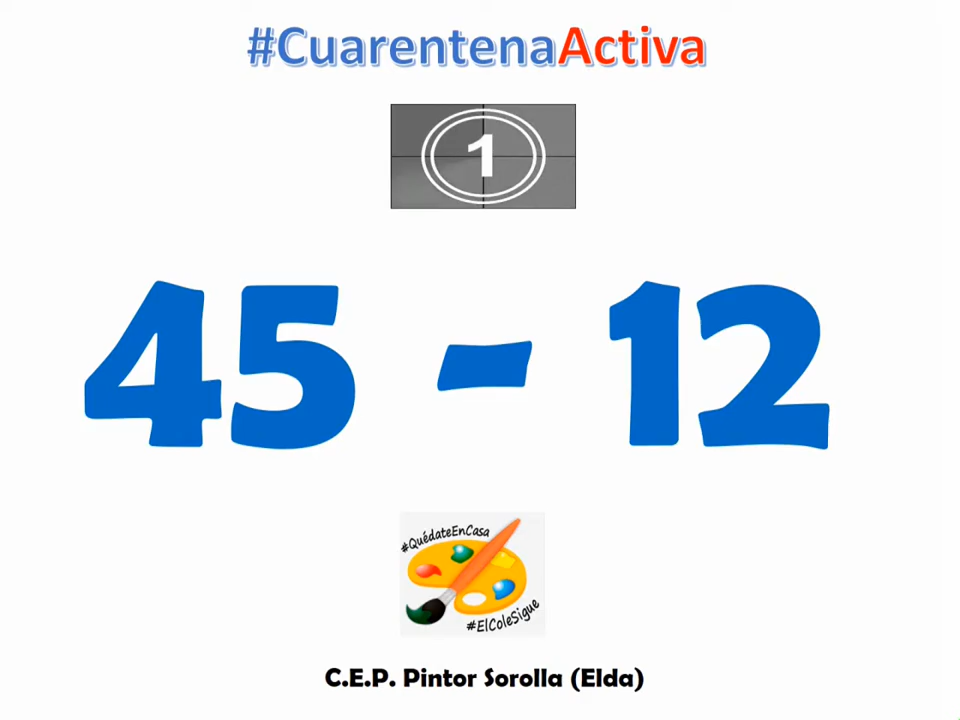 #CuarentenaActiva
1
45 - 12
#QuédateEnCasa
#ElColeSigue
C.E.P. Pintor Sorolla (Elda)